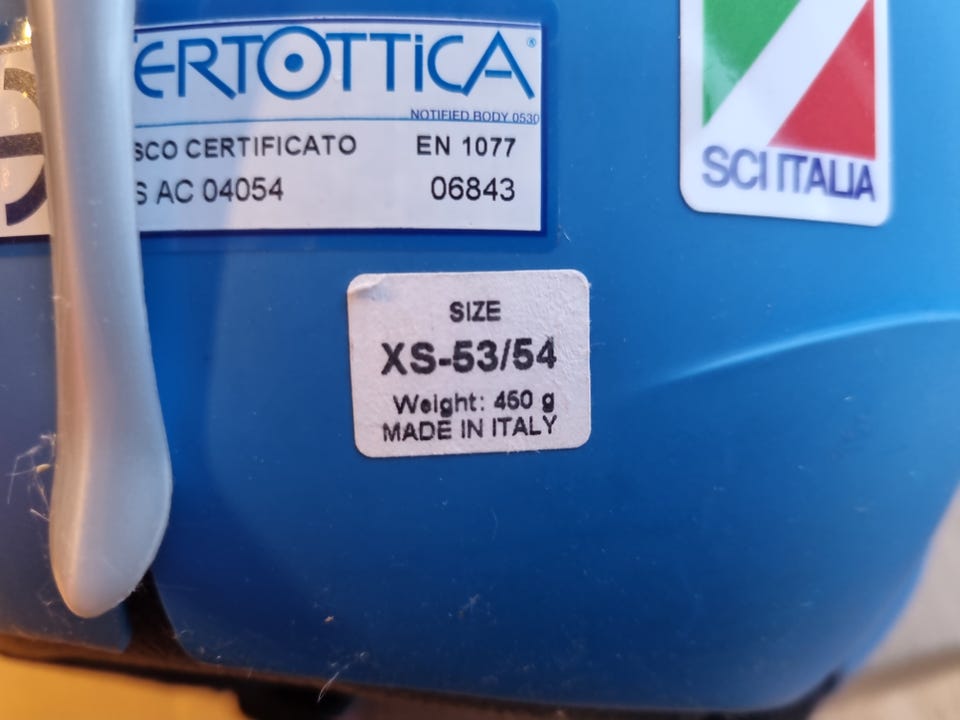 ERTOTTICA®
NOTIFIED BODY 0530
SCO CERTIFICATO EN 1077
S AC 04054 06843
SCI ITALIA
SIZE
XS-53/54
Weight: 450 g
MADE IN ITALY